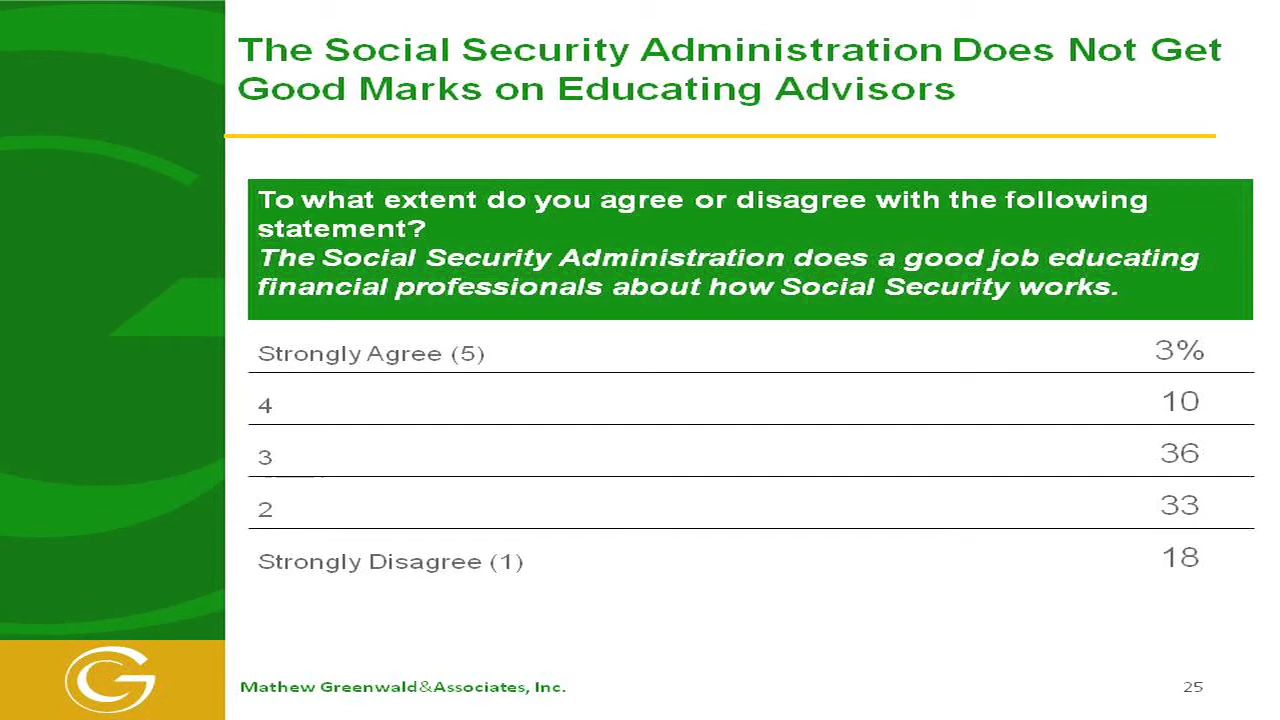 The Social Security Administration Does Not Get
Good Marks on Educating Advisors
To what extent do you agree or disagree with the following
statement?
The Social Security Administration does a good job educating
financial professionals about how Social Security works.
Strongly Agree (5) 3%
4 10
3 36
2 33
Strongly Disagree (1) 18
Mathew Greenwald&Associates, Inc. 25